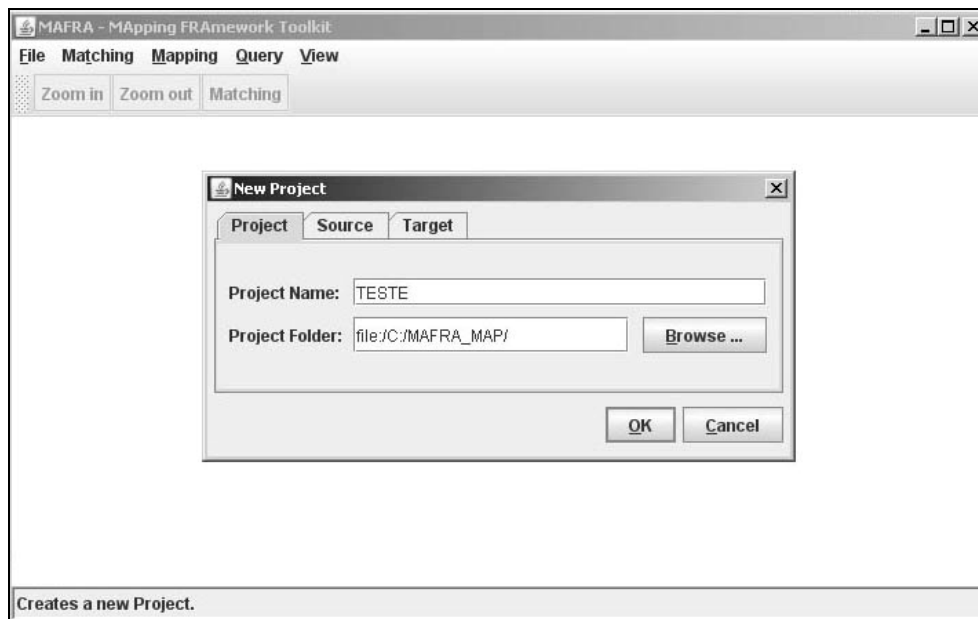 MAFRA - MApping FRAmework Toolkit
File Matching Mapping Query View
Zoom in Zoom out Matching
New Project
Project Source Target
Project Name: TESTE
Project Folder: file:/C:/MAFRA_MAP/ Browse ...
OK Cancel
Creates a new Project.